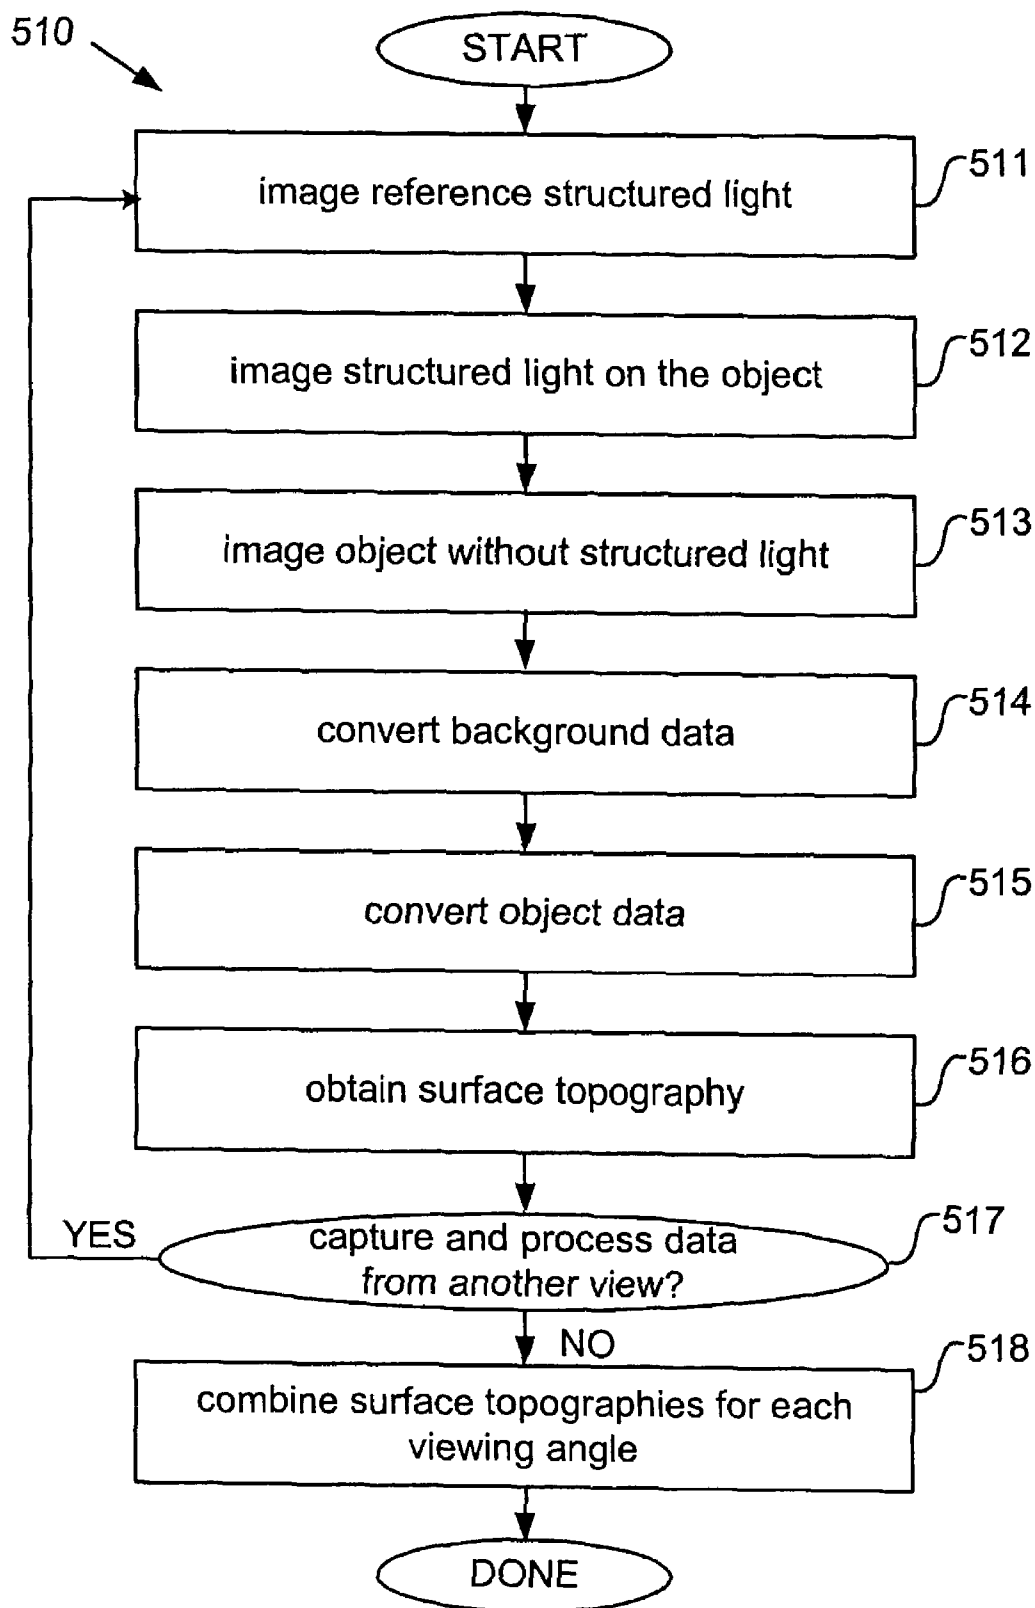 510
START
image reference structured light
511
image structured light on the object
512
image object without structured light
513
convert background data
514
convert object data
515
obtain surface topography
516
YES
capture and process data
from another view?
517
NO
combine surface topographies for each
viewing angle
518
DONE